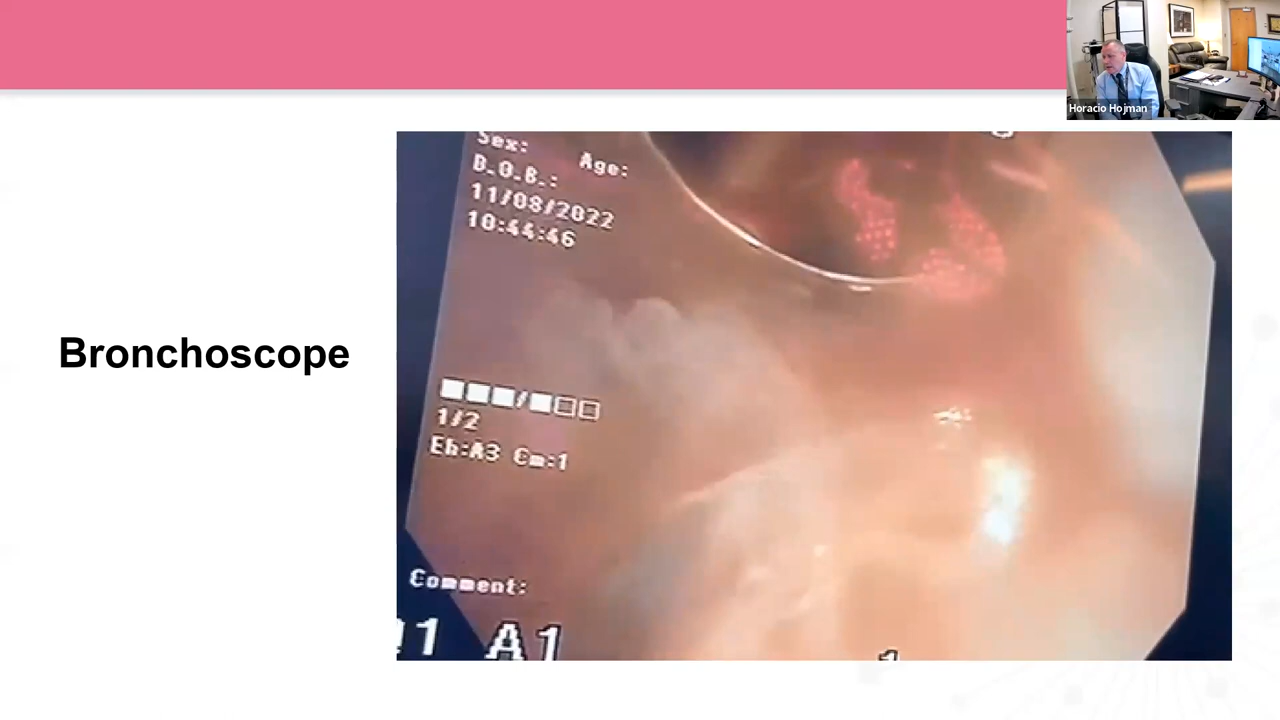 Horacio Hojman
Bronchoscope
Sex: Age:
D.O.B.:
11/08/2022
10:44:46
1/2
Eh:A3 Cm:1
Comment:
A1